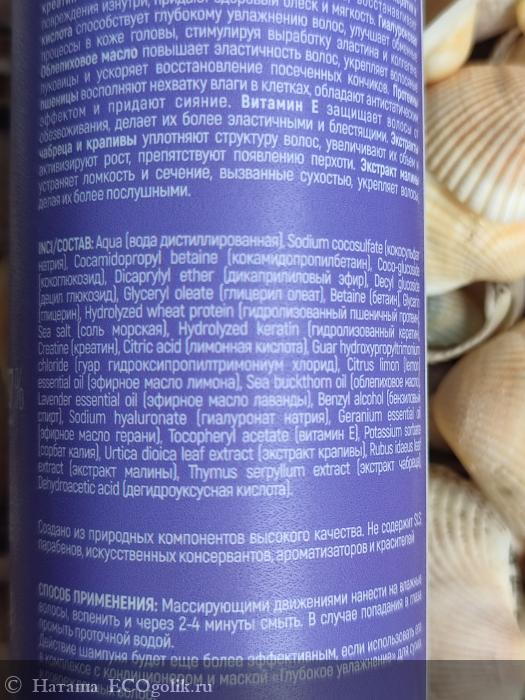 повреждения изнутри, придают здоровый блеск и мягкость. Гиалуроновая
кислота способствует глубокому увлажнению волос, улучшает обменные
процессы в коже головы, стимулируя выработку эластина и коллагена.
Облепиховое масло повышает эластичность волос, укрепляет волосяные
луковицы и ускоряет восстановление посеченных кончиков. Протеины
пшеницы восполняют нехватку влаги в клетках, обладают антистатическим
эффектом и придают сияние. Витамин Е защищает волосы от
обезвоживания, делает их более эластичными и блестящими. Экстракты
чабреца и крапивы уплотняют структуру волос, увеличивают их объем и
активизируют рост, препятствуют появлению перхоти. Экстракт малины
устраняет ломкость и сечение, вызванные сухостью, укрепляет волосы,
делая их более послушными.
INCI/СОСТАВ: Aqua (вода дистиллированная), Sodium cocosulfate (кокосульфат
натрия), Cocamidopropyl betaine (кокамидопропилбетаин), Coco-glucoside
(кокоглюкозид), Dicaprylyl ether (дикаприлиловый эфир), Decyl glucoside
(децил глюкозид), Glyceryl oleate (глицерил олеат), Betaine (бетаин), Glycerin
(глицерин), Hydrolyzed wheat protein (гидролизованный пшеничный протеин),
Sea salt (соль морская), Hydrolyzed keratin (гидролизованный кератин),
Creatine (креатин), Citric acid (лимонная кислота), Guar hydroxypropyltrimonium
chloride (гуар гидроксипропилтримониум хлорид), Citrus limon (lemon)
essential oil (эфирное масло лимона), Sea buckthorn oil (облепиховое масло),
Lavender essential oil (эфирное масло лаванды), Benzyl alcohol (бензиловый
спирт), Sodium hyaluronate (гиалуронат натрия), Geranium essential oil
(эфирное масло герани), Tocopheryl acetate (витамин Е), Potassium sorbate
(сорбат калия), Urtica dioica leaf extract (экстракт крапивы), Rubus idaeus leaf
extract (экстракт малины), Thymus serpyllum extract (экстракт чабреца),
Dehydroacetic acid (дегидроуксусная кислота).
Создано из природных компонентов высокого качества. Не содержит SLS,
парабенов, искусственных консервантов, ароматизаторов и красителей
СПОСОБ ПРИМЕНЕНИЯ: Массирующими движениями нанести на влажные
волосы, вспенить и через 2-4 минуты смыть. В случае попадания в глаза
промыть проточной водой.
Действие шампуня будет еще более эффективным, если использовать его
в комплексе с кондиционером и маской «Глубокое увлажнение» для сухих
Наташа ECOgolik.ru